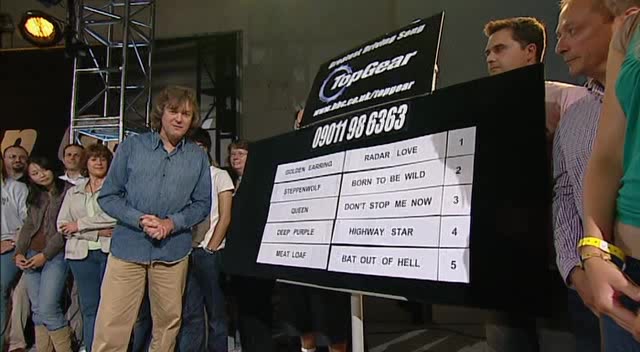 Greatest Driving Song
TopGear
www.bbc.co.uk/topgear
09011 98 6363
GOLDEN EARRING RADAR LOVE 1
STEPPENWOLF BORN TO BE WILD 2
QUEEN DON'T STOP ME NOW 3
DEEP PURPLE HIGHWAY STAR 4
MEAT LOAF BAT OUT OF HELL 5